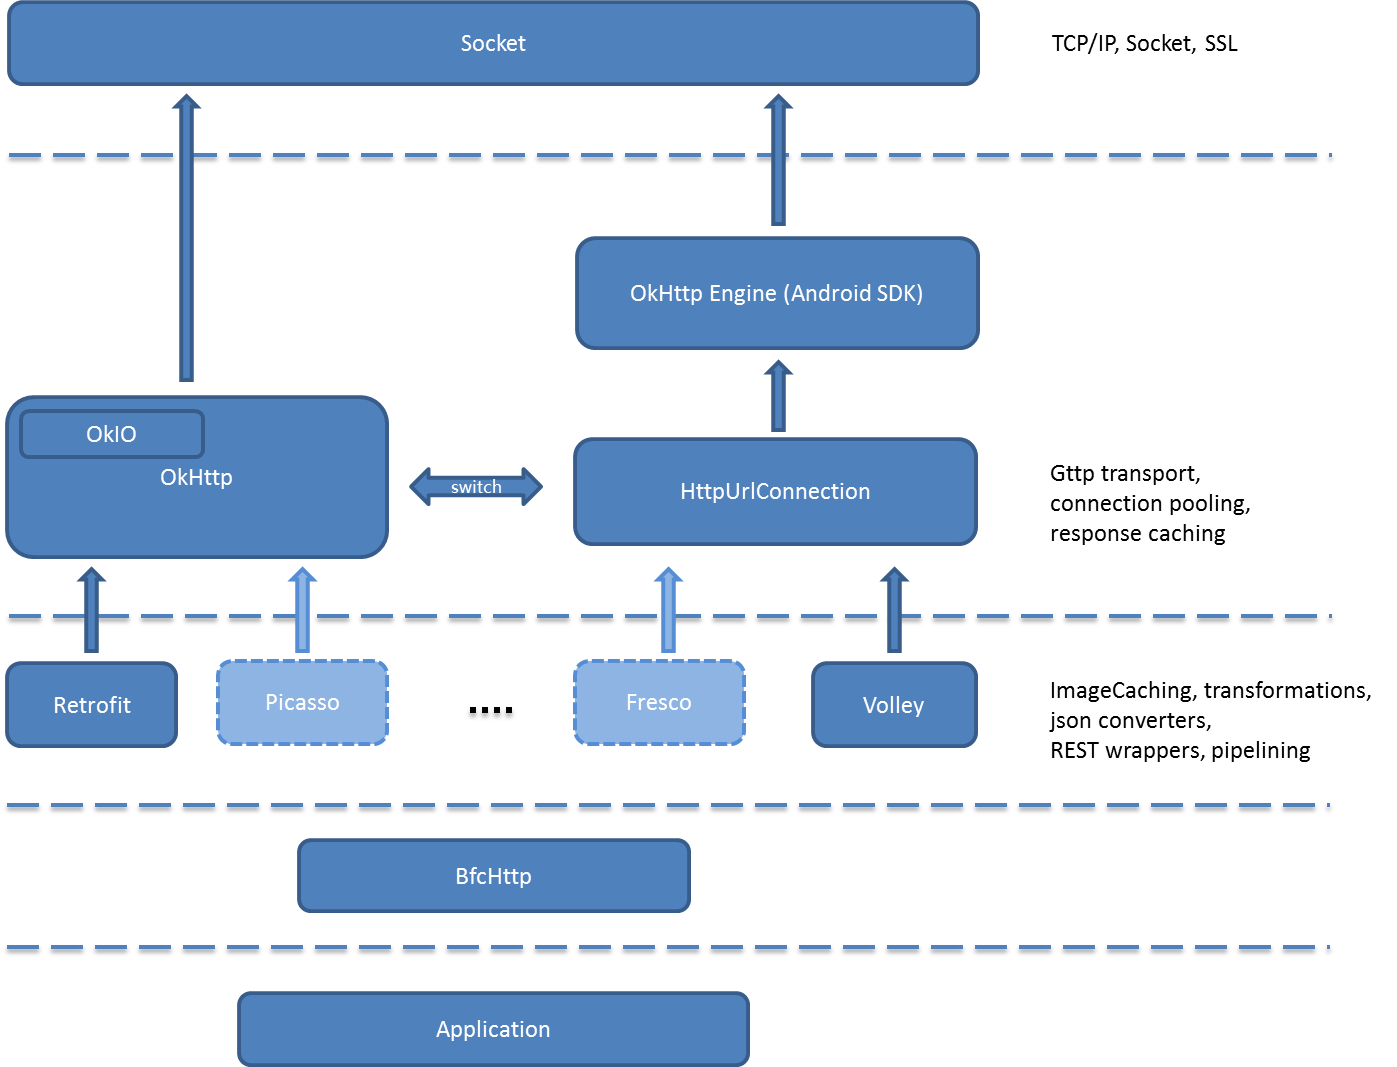 Socket
TCP/IP, Socket, SSL
OkHttp Engine (Android SDK)
OkIO
OkHttp
switch
HttpUrlConnection
Gttp transport,
connection pooling,
response caching
Retrofit
Picasso
....
Fresco
Volley
ImageCaching, transformations,
json converters,
REST wrappers, pipelining
BfcHttp
Application